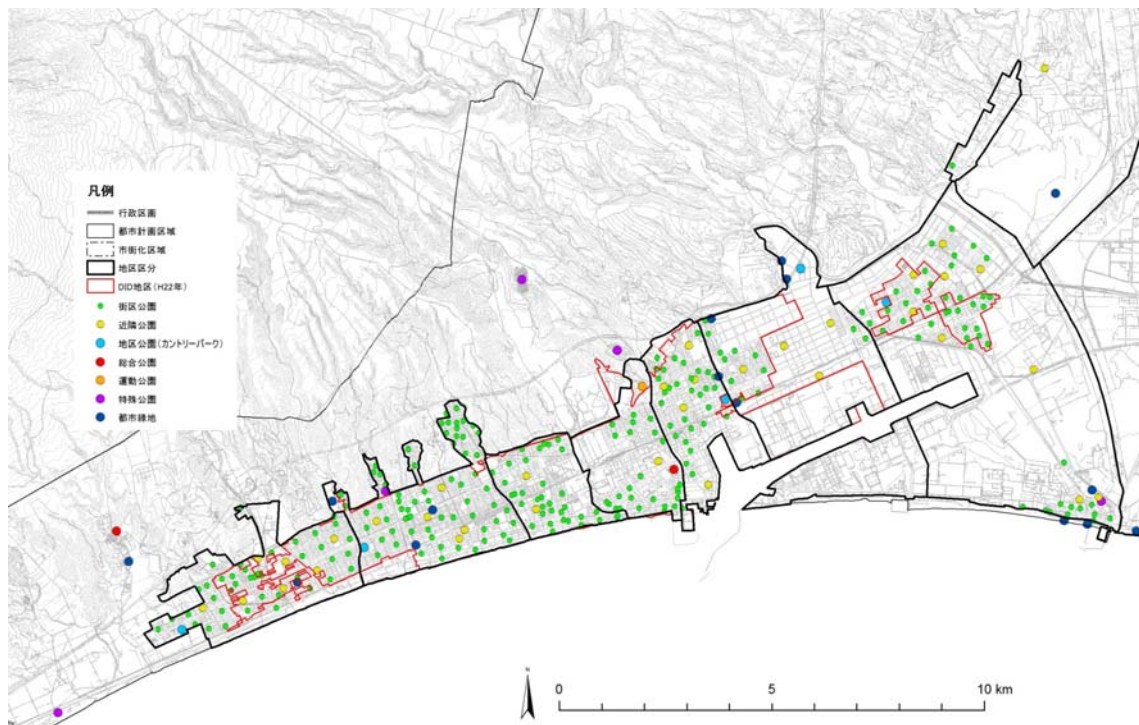 凡例
行政区画
都市計画区域
市街化区域
地区区分
DID地区(H22年)
街区公園
近隣公園
地区公園(カントリーパーク)
総合公園
運動公園
特殊公園
都市緑地
N
0 5 10 km